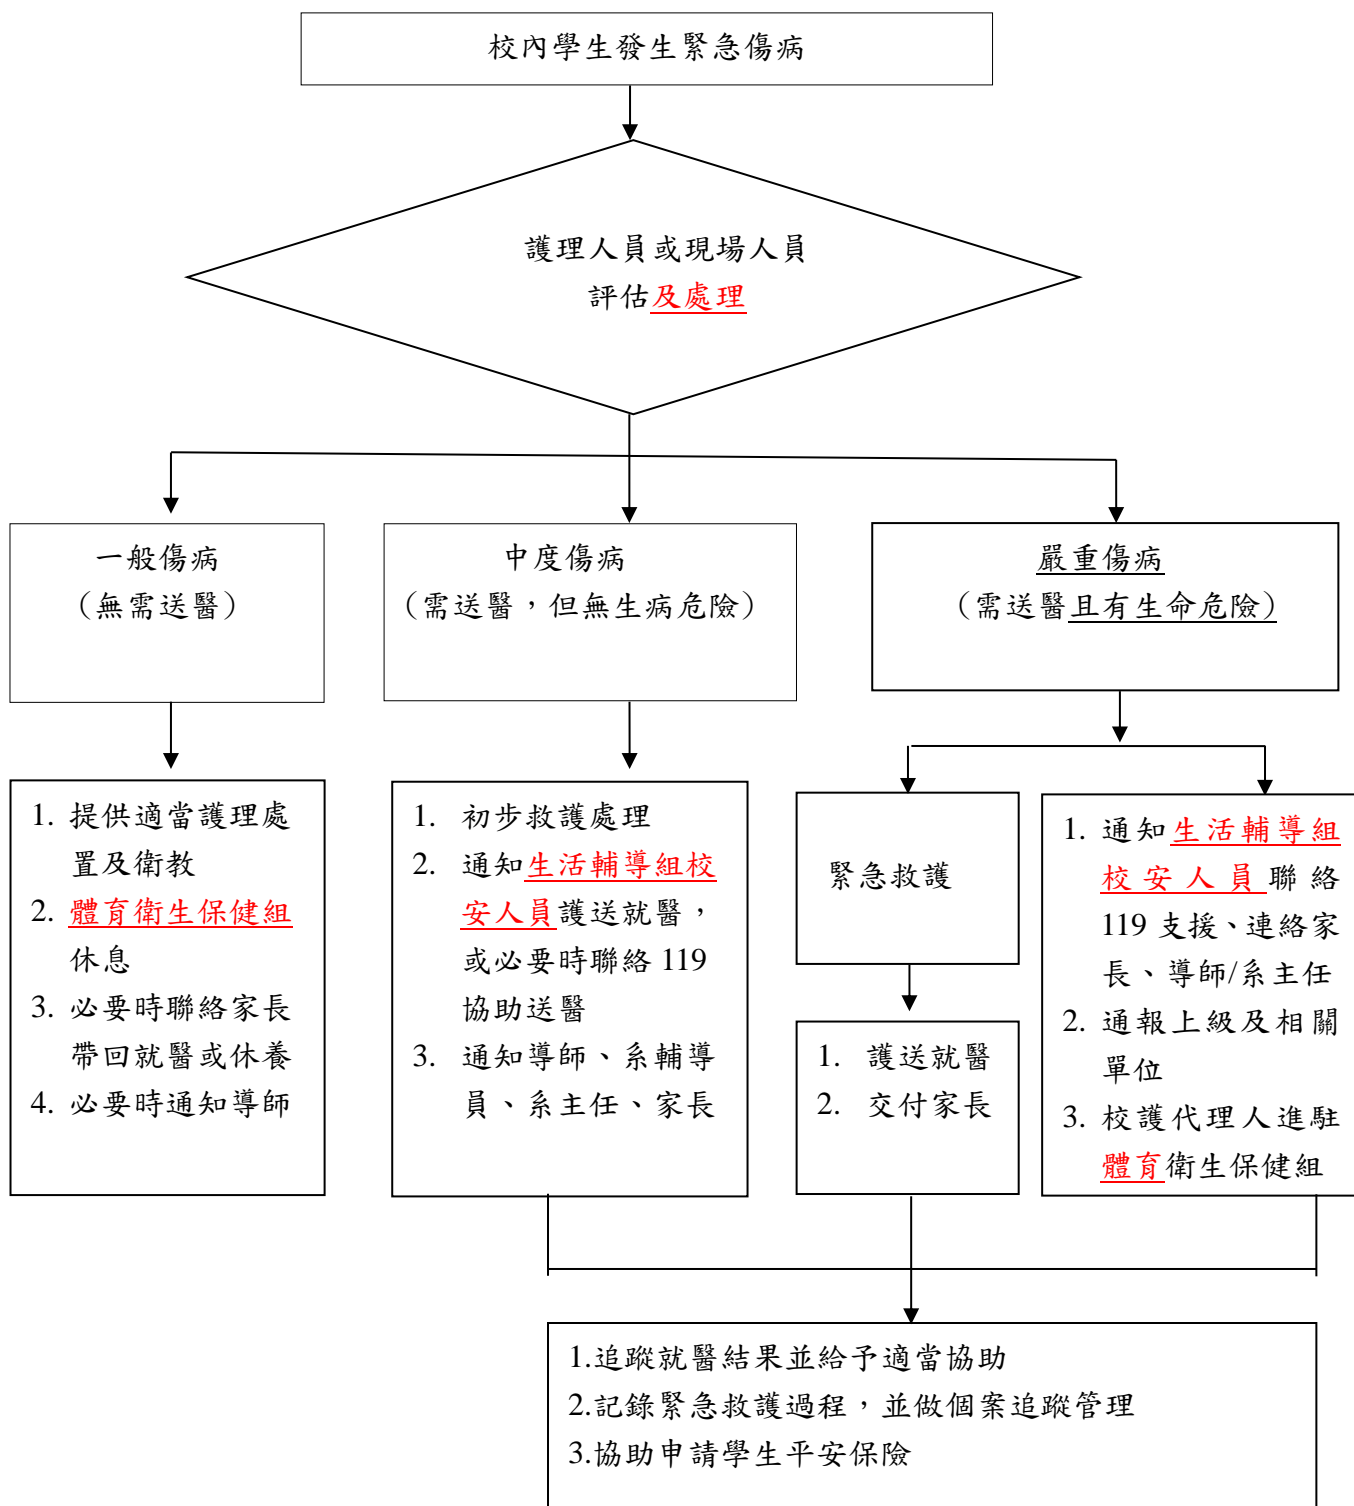 校內學生發生緊急傷病
護理人員或現場人員
評估及處理
一般傷病
（無需送醫）
中度傷病
（需送醫，但無生病危險）
嚴重傷病
（需送醫且有生命危險）
1. 提供適當護理處
置及衛教
2. 體育衛生保健組
休息
3. 必要時聯絡家長
帶回就醫或休養
4. 必要時通知導師
1. 初步救護處理
2. 通知生活輔導組校
安人員護送就醫，
或必要時聯絡 119
協助送醫
3. 通知導師、系輔導
員、系主任、家長
緊急救護
1. 護送就醫
2. 交付家長
1. 通知生活輔導組
校安人員聯絡
119 支援、連絡家
長、導師/系主任
2. 通報上級及相關
單位
3. 校護代理人進駐
體育衛生保健組
1.追蹤就醫結果並給予適當協助
2.記錄緊急救護過程，並做個案追蹤管理
3.協助申請學生平安保險